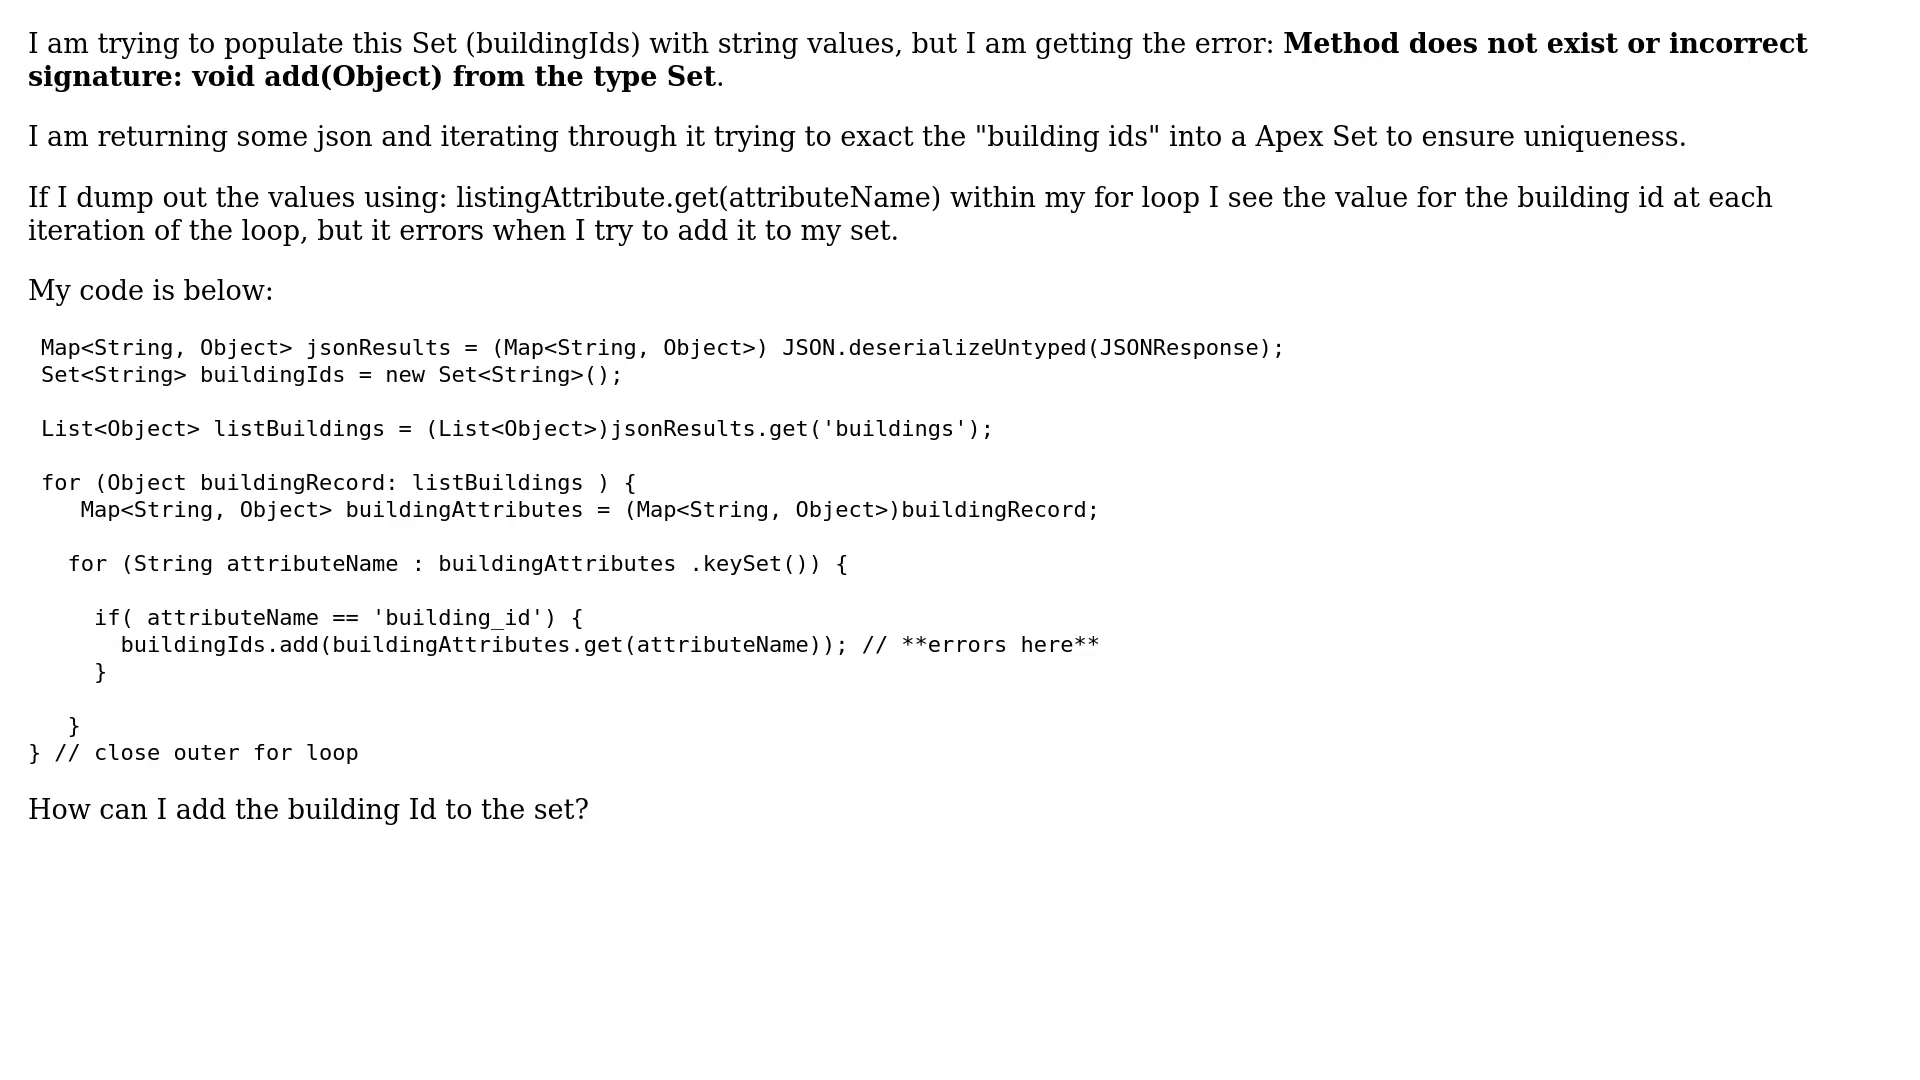 I am trying to populate this Set (buildingIds) with string values, but I am getting the error: Method does not exist or incorrect
signature: void add(Object) from the type Set.
I am returning some json and iterating through it trying to exact the "building ids" into a Apex Set to ensure uniqueness.
If I dump out the values using: listingAttribute.get(attributeName) within my for loop I see the value for the building id at each
iteration of the loop, but it errors when I try to add it to my set.
My code is below:
Map<String, Object> jsonResults = (Map<String, Object>) JSON.deserializeUntyped(JSONResponse);
Set<String> buildingIds = new Set<String>();
List<Object> listBuildings = (List<Object>)jsonResults.get('buildings');
for (Object buildingRecord: listBuildings ) {
Map<String, Object> buildingAttributes = (Map<String, Object>)buildingRecord;
for (String attributeName : buildingAttributes .keySet()) {
if( attributeName == 'building_id') {
buildingIds.add(buildingAttributes.get(attributeName)); // **errors here**
}
}
} // close outer for loop
How can I add the building Id to the set?